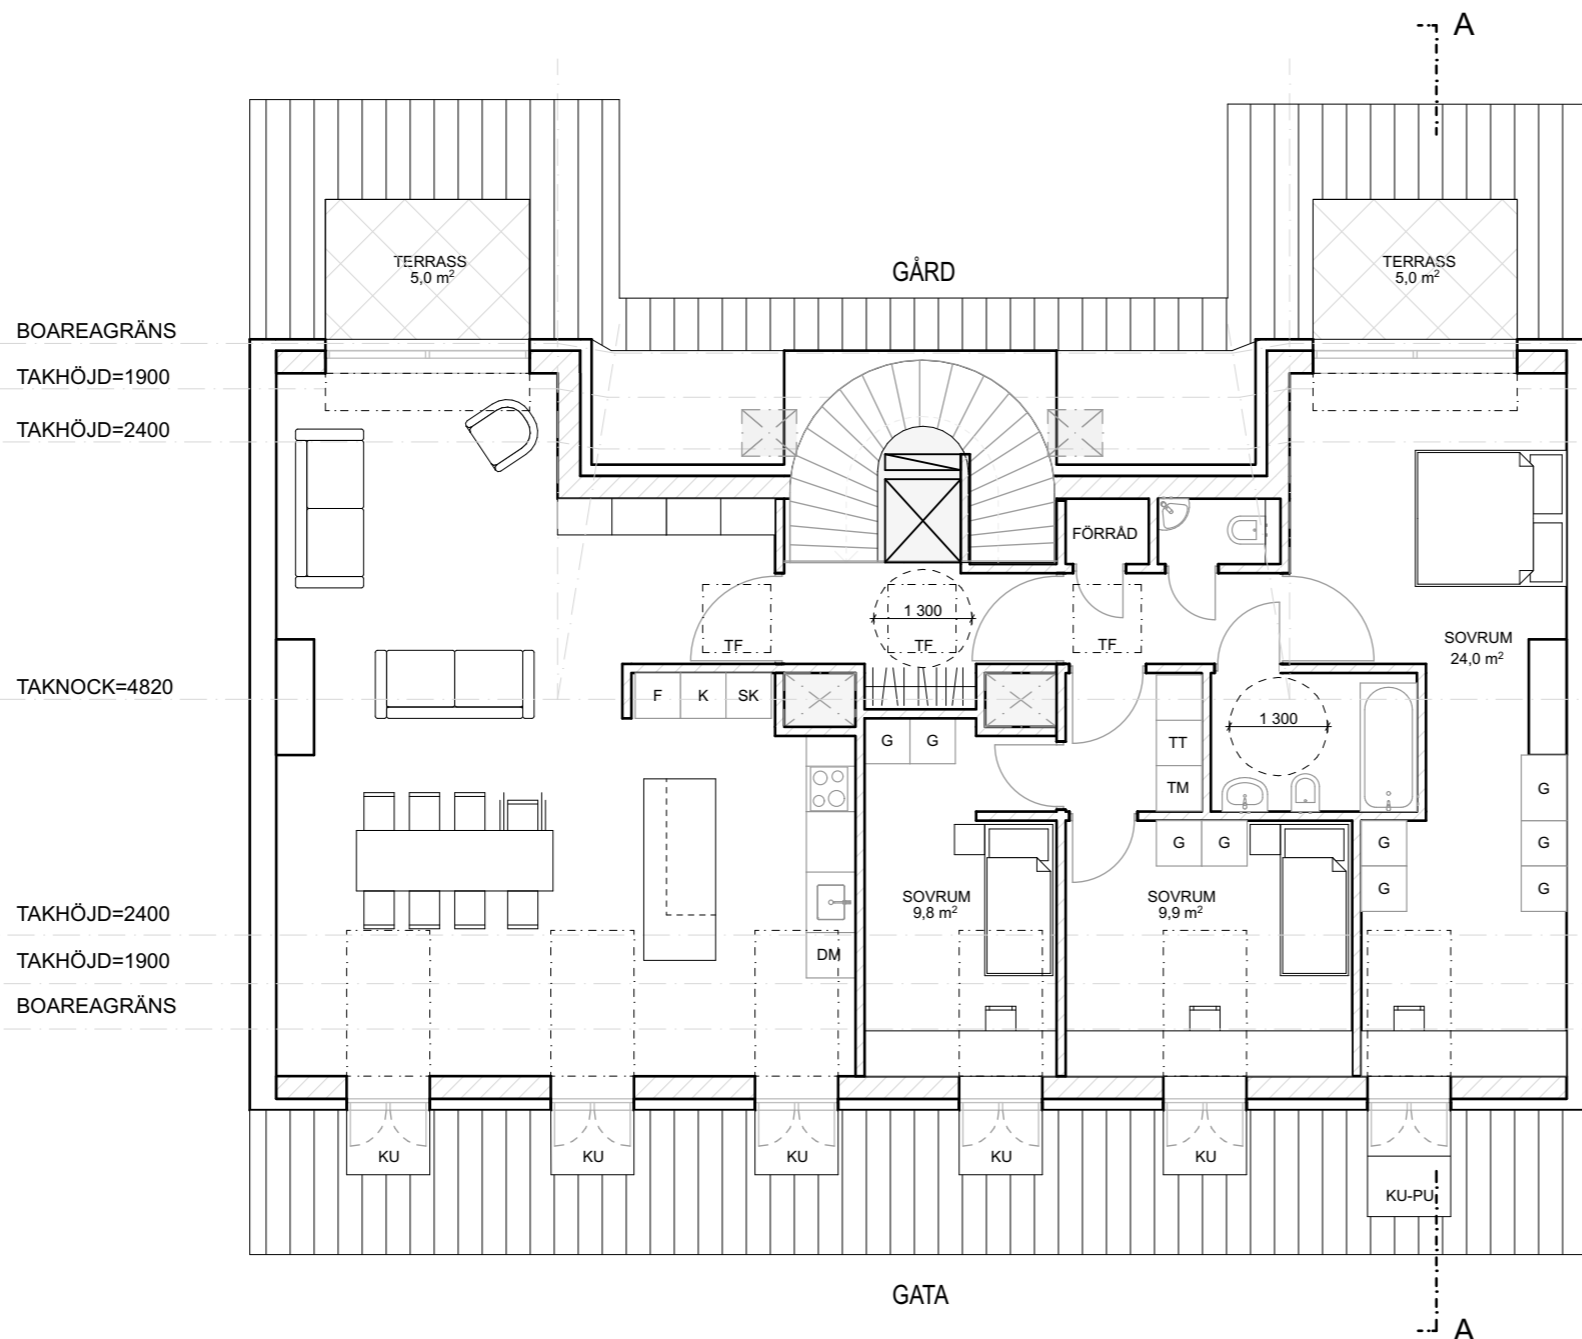 A
TERRASS
5,0 m²
GÅRD
TERRASS
5,0 m²
BOAREAGRÄNS
TAKHÖJD=1900
TAKHÖJD=2400
FÖRRÅD
1 300
TF
TF
TF
SOVRUM
24,0 m²
TAKNOCK=4820
F K SK
1 300
G G
TT
TM
G
G G
G
G
G
G
SOVRUM
9,8 m²
SOVRUM
9,9 m²
TAKHÖJD=2400
DM
TAKHÖJD=1900
BOAREAGRÄNS
KU
KU
KU
KU
KU
KU-PU
GATA
A